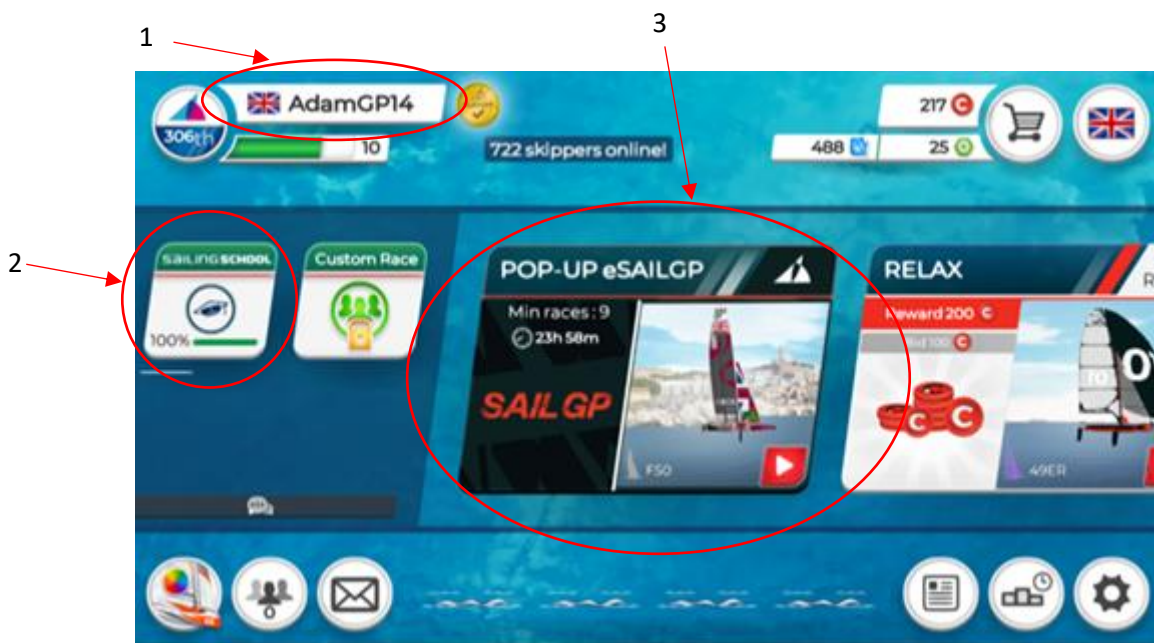 1
3
AdamGP14
217
306th
10
722 skippers online!
488
25
2
SAILING SCHOOL
Custom Race
100%
POP-UP eSAILGP
Min races : 9
23h 58m
SAIL GP
F50
RELAX
R
Reward 200
100
C C
49ER